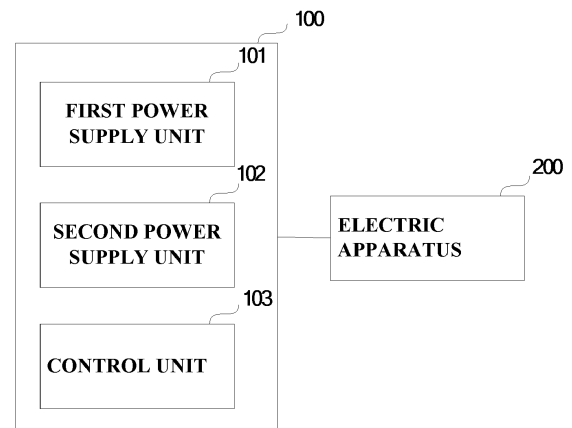 100
101
FIRST POWER
SUPPLY UNIT
102
SECOND POWER
SUPPLY UNIT
103
CONTROL UNIT
200
ELECTRIC
APPARATUS